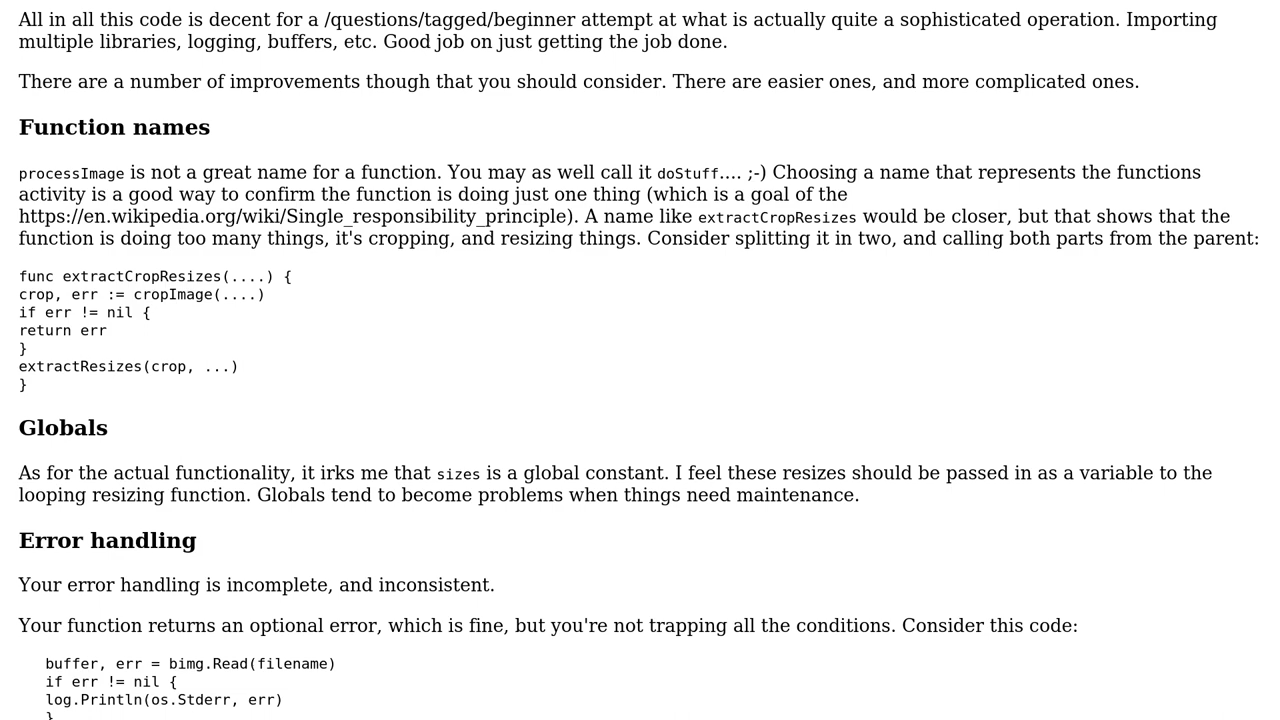 All in all this code is decent for a /questions/tagged/beginner attempt at what is actually quite a sophisticated operation. Importing
multiple libraries, logging, buffers, etc. Good job on just getting the job done.
There are a number of improvements though that you should consider. There are easier ones, and more complicated ones.
Function names
processImage is not a great name for a function. You may as well call it doStuff.... ;-) Choosing a name that represents the functions
activity is a good way to confirm the function is doing just one thing (which is a goal of the
https://en.wikipedia.org/wiki/Single_responsibility_principle). A name like extractCropResizes would be closer, but that shows that the
function is doing too many things, it's cropping, and resizing things. Consider splitting it in two, and calling both parts from the parent:
func extractCropResizes(....) {
crop, err := cropImage(....)
if err != nil {
return err
}
extractResizes(crop, ...)
}
Globals
As for the actual functionality, it irks me that sizes is a global constant. I feel these resizes should be passed in as a variable to the
looping resizing function. Globals tend to become problems when things need maintenance.
Error handling
Your error handling is incomplete, and inconsistent.
Your function returns an optional error, which is fine, but you're not trapping all the conditions. Consider this code:
buffer, err = bimg.Read(filename)
if err != nil {
log.Println(os.Stderr, err)
}